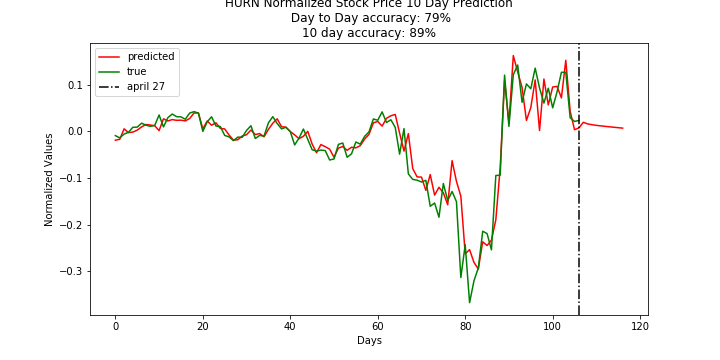 HURN Normalized Stock Price 10 Day Prediction
Day to Day accuracy: 79%
10 day accuracy: 89%
predicted
true
april 27
Normalized Values
0.1
0.0
−0.1
−0.2
−0.3
0
20
40
60
80
100
120
Days